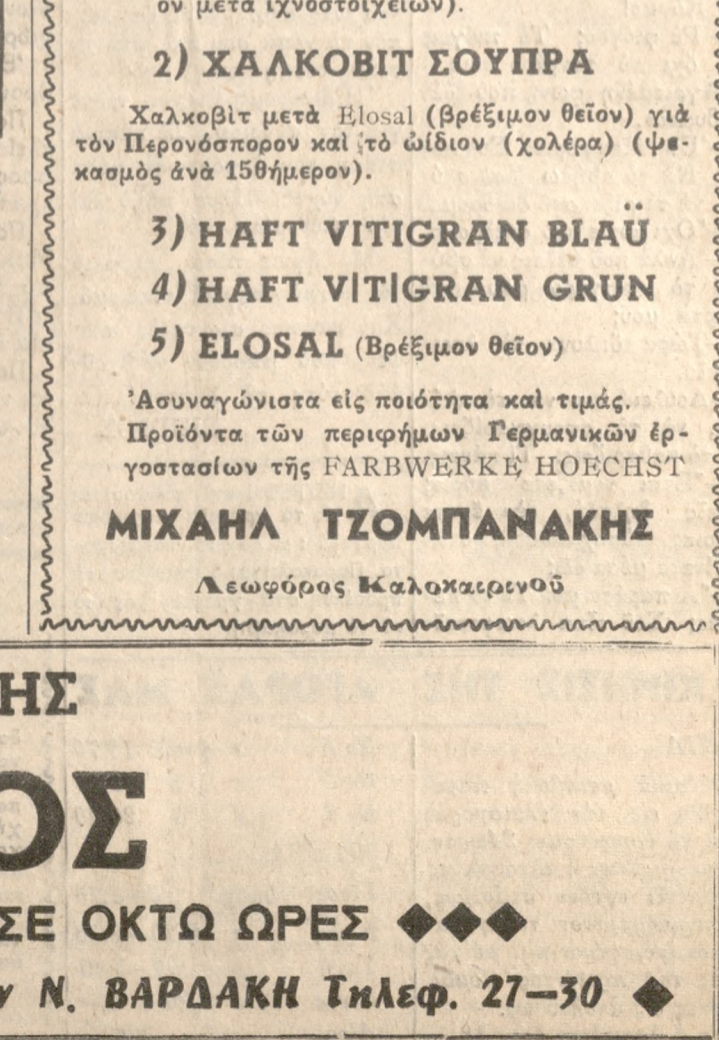 ον μετα ιχνοστοιχείων).
2) ΧΑΛΚΟΒΙΤ ΣΟΥΠΡΑ
Χαλκοβὶτ μετὰ Elosal (βρέξιμον θεῖον) γιὰ
τὸν Περονόσπορον καὶ τὸ ὠίδιον (χολέρα) (ψε-
κασμὸς ἀνὰ 15θήμερον).
3) HAFT VITIGRAN BLAÜ
4) HAFT VITIGRAN GRUN
5) ELOSAL (Βρέξιμον θεῖον)
Ἀσυναγώνιστα εἰς ποιότητα καὶ τιμάς.
Προϊόντα τῶν περιφήμων Γερμανικῶν ἐρ-
γοστασίων τῆς FARBWERKE HOECHST
ΜΙΧΑΗΛ ΤΖΟΜΠΑΝΑΚΗΣ
Λεωφόρος Καλοκαιρινοῦ
ΗΣ
ΟΣ
ΣΕ ΟΚΤΩ ΩΡΕΣ
Ν. ΒΑΡΔΑΚΗ Τηλεφ. 27—30